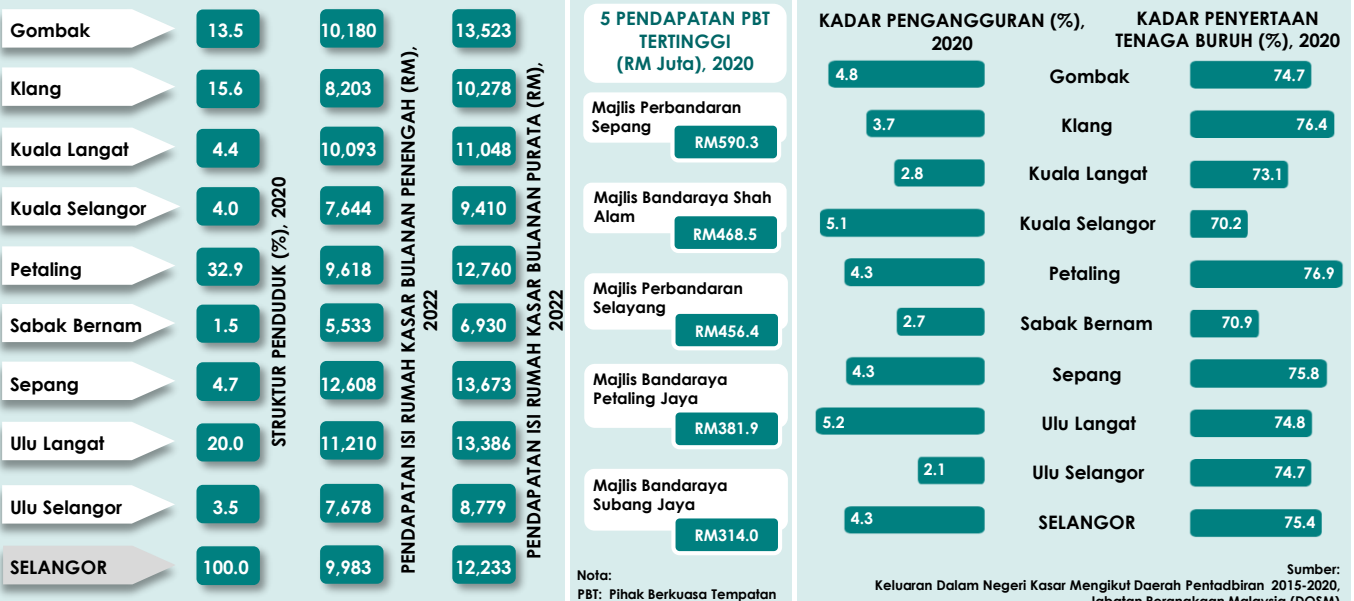 Gombak 13.5 10,180 13,523
Klang 15.6 8,203 10,278
Kuala Langat 4.4 10,093 11,048
Kuala Selangor 4.0 7,644 9,410
Petaling 32.9 9,618 12,760
Sabak Bernam 1.5 5,533 6,930
Sepang 4.7 12,608 13,673
Ulu Langat 20.0 11,210 13,386
Ulu Selangor 3.5 7,678 8,779
SELANGOR 100.0 9,983 12,233
STRUKTUR PENDUDUK (%), 2020
PENDAPATAN ISI RUMAH KASAR BULANAN PENENGAH (RM),
2022
PENDAPATAN ISI RUMAH KASAR BULANAN PURATA (RM),
2022
5 PENDAPATAN PBT
TERTINGGI
(RM Juta), 2020
Majlis Perbandaran
Sepang
RM590.3
Majlis Bandaraya Shah
Alam
RM468.5
Majlis Perbandaran
Selayang
RM456.4
Majlis Bandaraya
Petaling Jaya
RM381.9
Majlis Bandaraya
Subang Jaya
RM314.0
Nota:
PBT: Pihak Berkuasa Tempatan
KADAR PENGANGGURAN (%),
2020
KADAR PENYERTAAN
TENAGA BURUH (%), 2020
4.8 Gombak 74.7
3.7 Klang 76.4
2.8 Kuala Langat 73.1
5.1 Kuala Selangor 70.2
4.3 Petaling 76.9
2.7 Sabak Bernam 70.9
4.3 Sepang 75.8
5.2 Ulu Langat 74.8
2.1 Ulu Selangor 74.7
4.3 SELANGOR 75.4
Sumber:
Keluaran Dalam Negeri Kasar Mengikut Daerah Pentadbiran 2015-2020,
Jabatan Perangkaan Malaysia (DOSM)